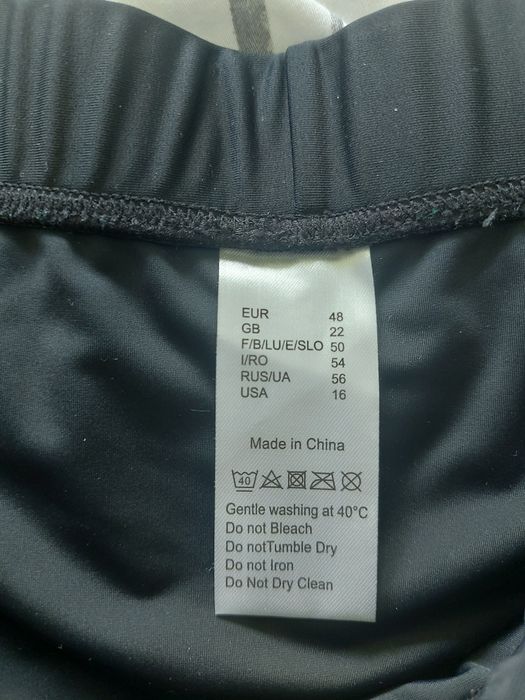 EUR 48
GB 22
F/B/LU/E/SLO 50
I/RO 54
RUS/UA 56
USA 16
Made in China
40
Gentle washing at 40°C
Do not Bleach
Do notTumble Dry
Do not Iron
Do Not Dry Clean